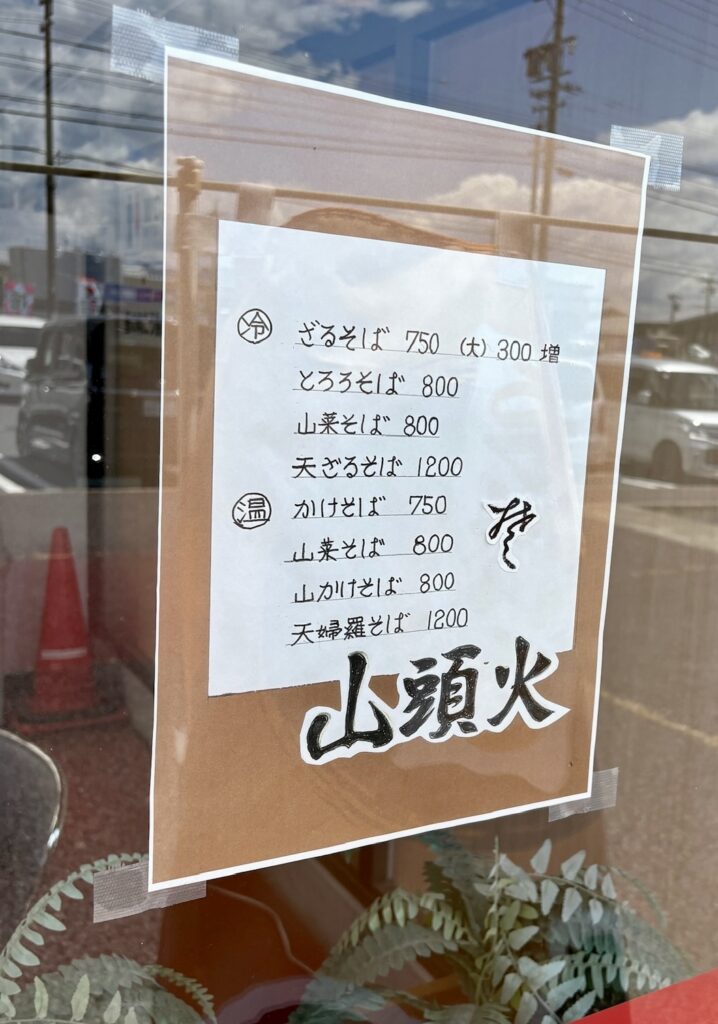 冷 ざるそば 750 (大) 300 増
とろろそば 800
山菜そば 800
天ざるそば 1200
温 かけそば 750
山菜そば 800
山かけそば 800
天婦羅そば 1200
山頭火